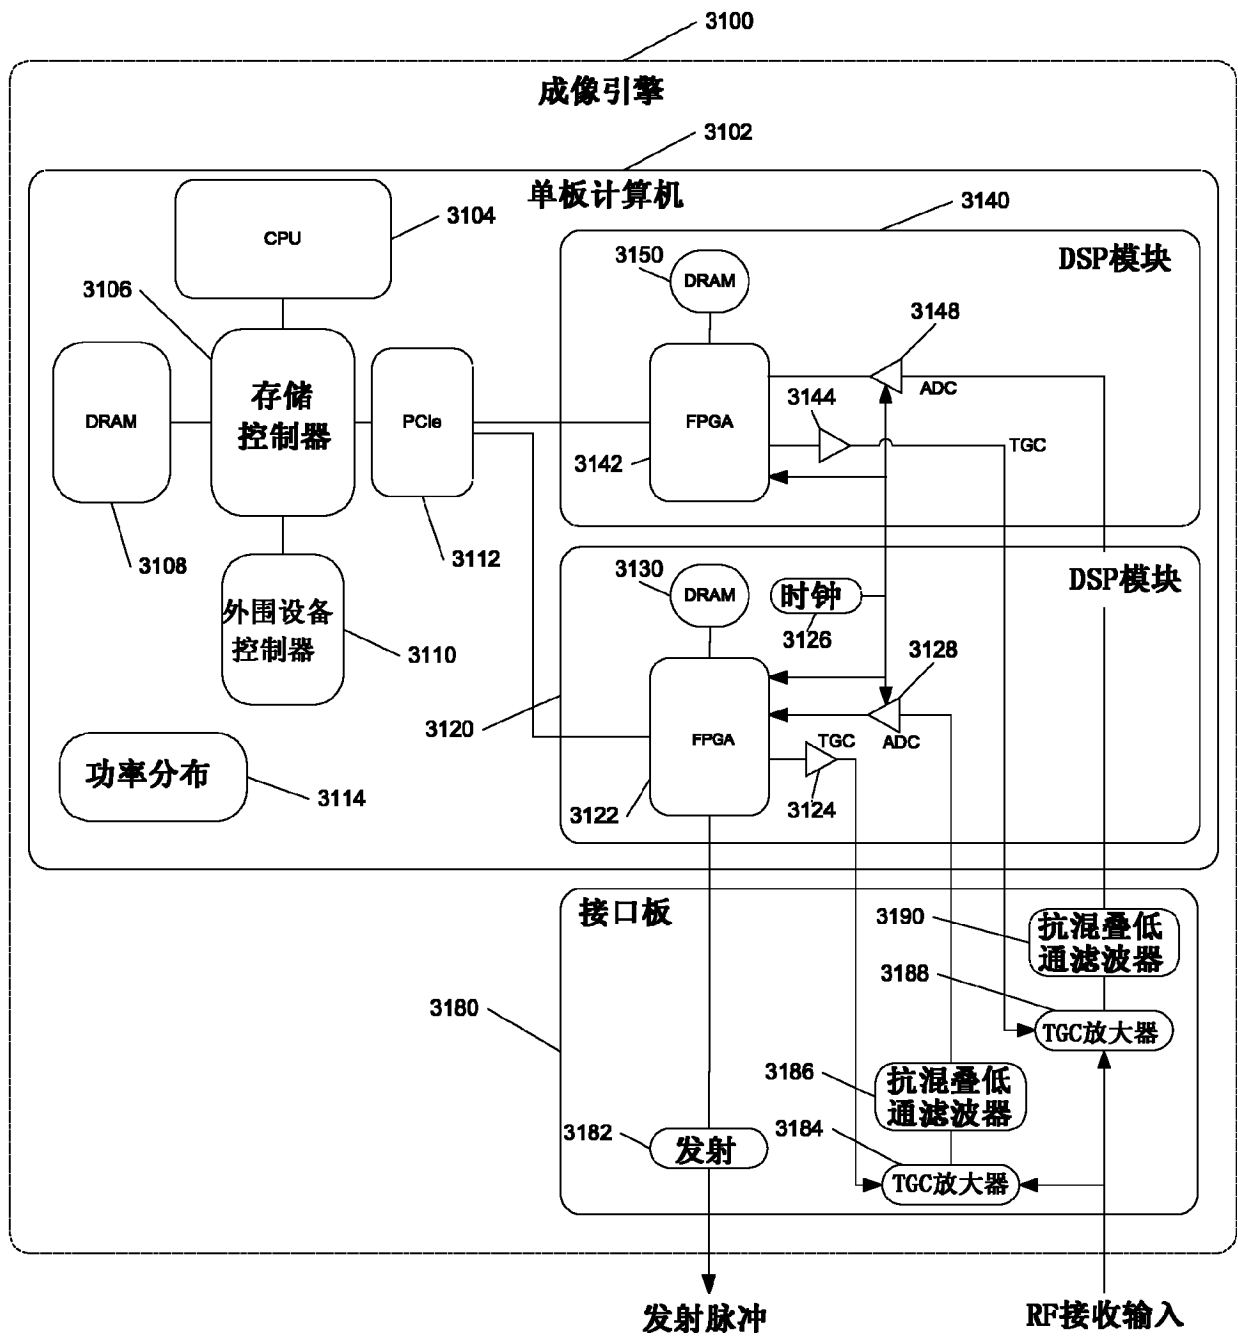 3100
成像引擎
3102
单板计算机
3104
CPU
3140
DSP模块
3150
DRAM
3106
3148
存储
控制器
DRAM
PCIe
FPGA
ADC
3144
TGC
3142
3108
3112
3130
DRAM
DSP模块
时钟
3126
外围设备
控制器
3110
3128
3120
FPGA
TGC
ADC
功率分布
3114
3122
3124
接口板
3190
抗混叠低
通滤波器
3188
3180
TGC放大器
3186
抗混叠低
通滤波器
3182
发射
3184
TGC放大器
发射脉冲
RF接收输入